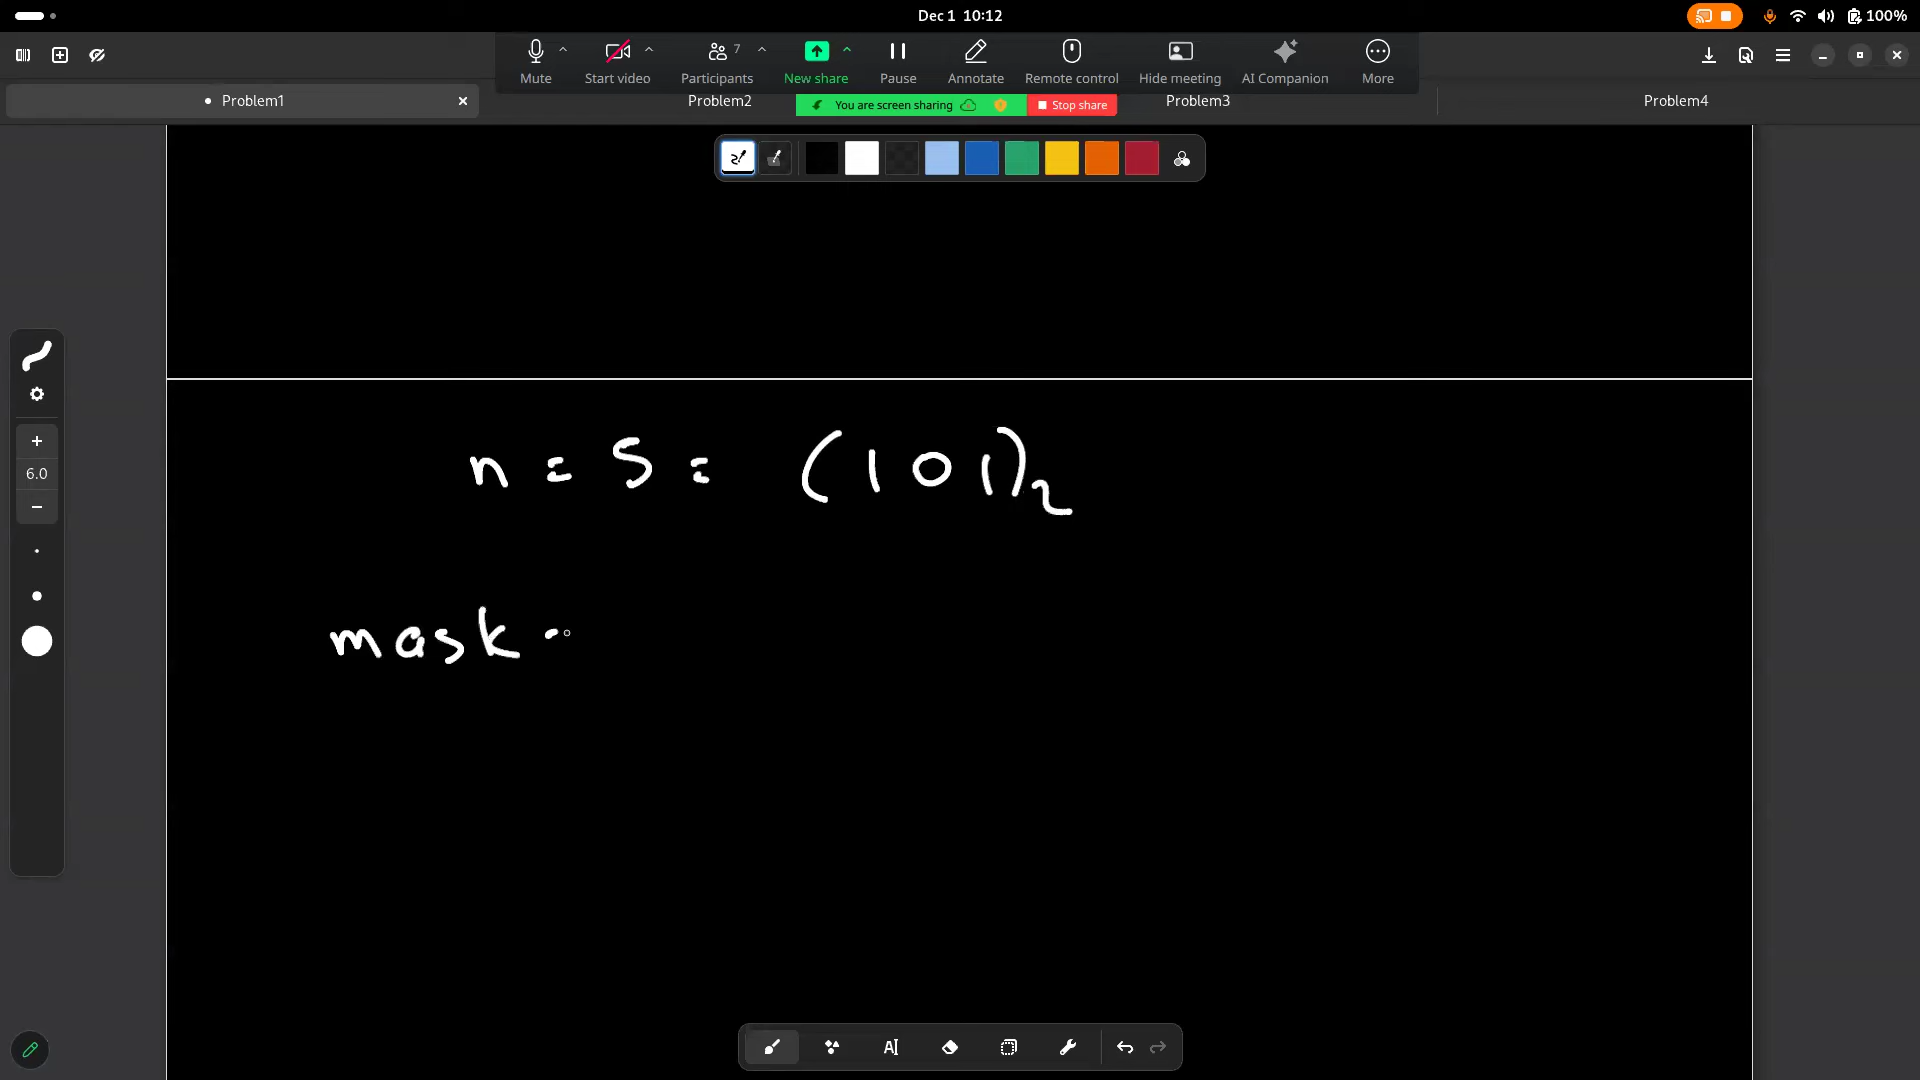 Dec 1 10:12
100%
Mute
Start video
Participants
7
New share
Pause
Annotate
Remote control
Hide meeting
AI Companion
More
Problem1
Problem2
You are screen sharing
Stop share
Problem3
Problem4
n = 5 = (101)₂
6.0
mask -
A